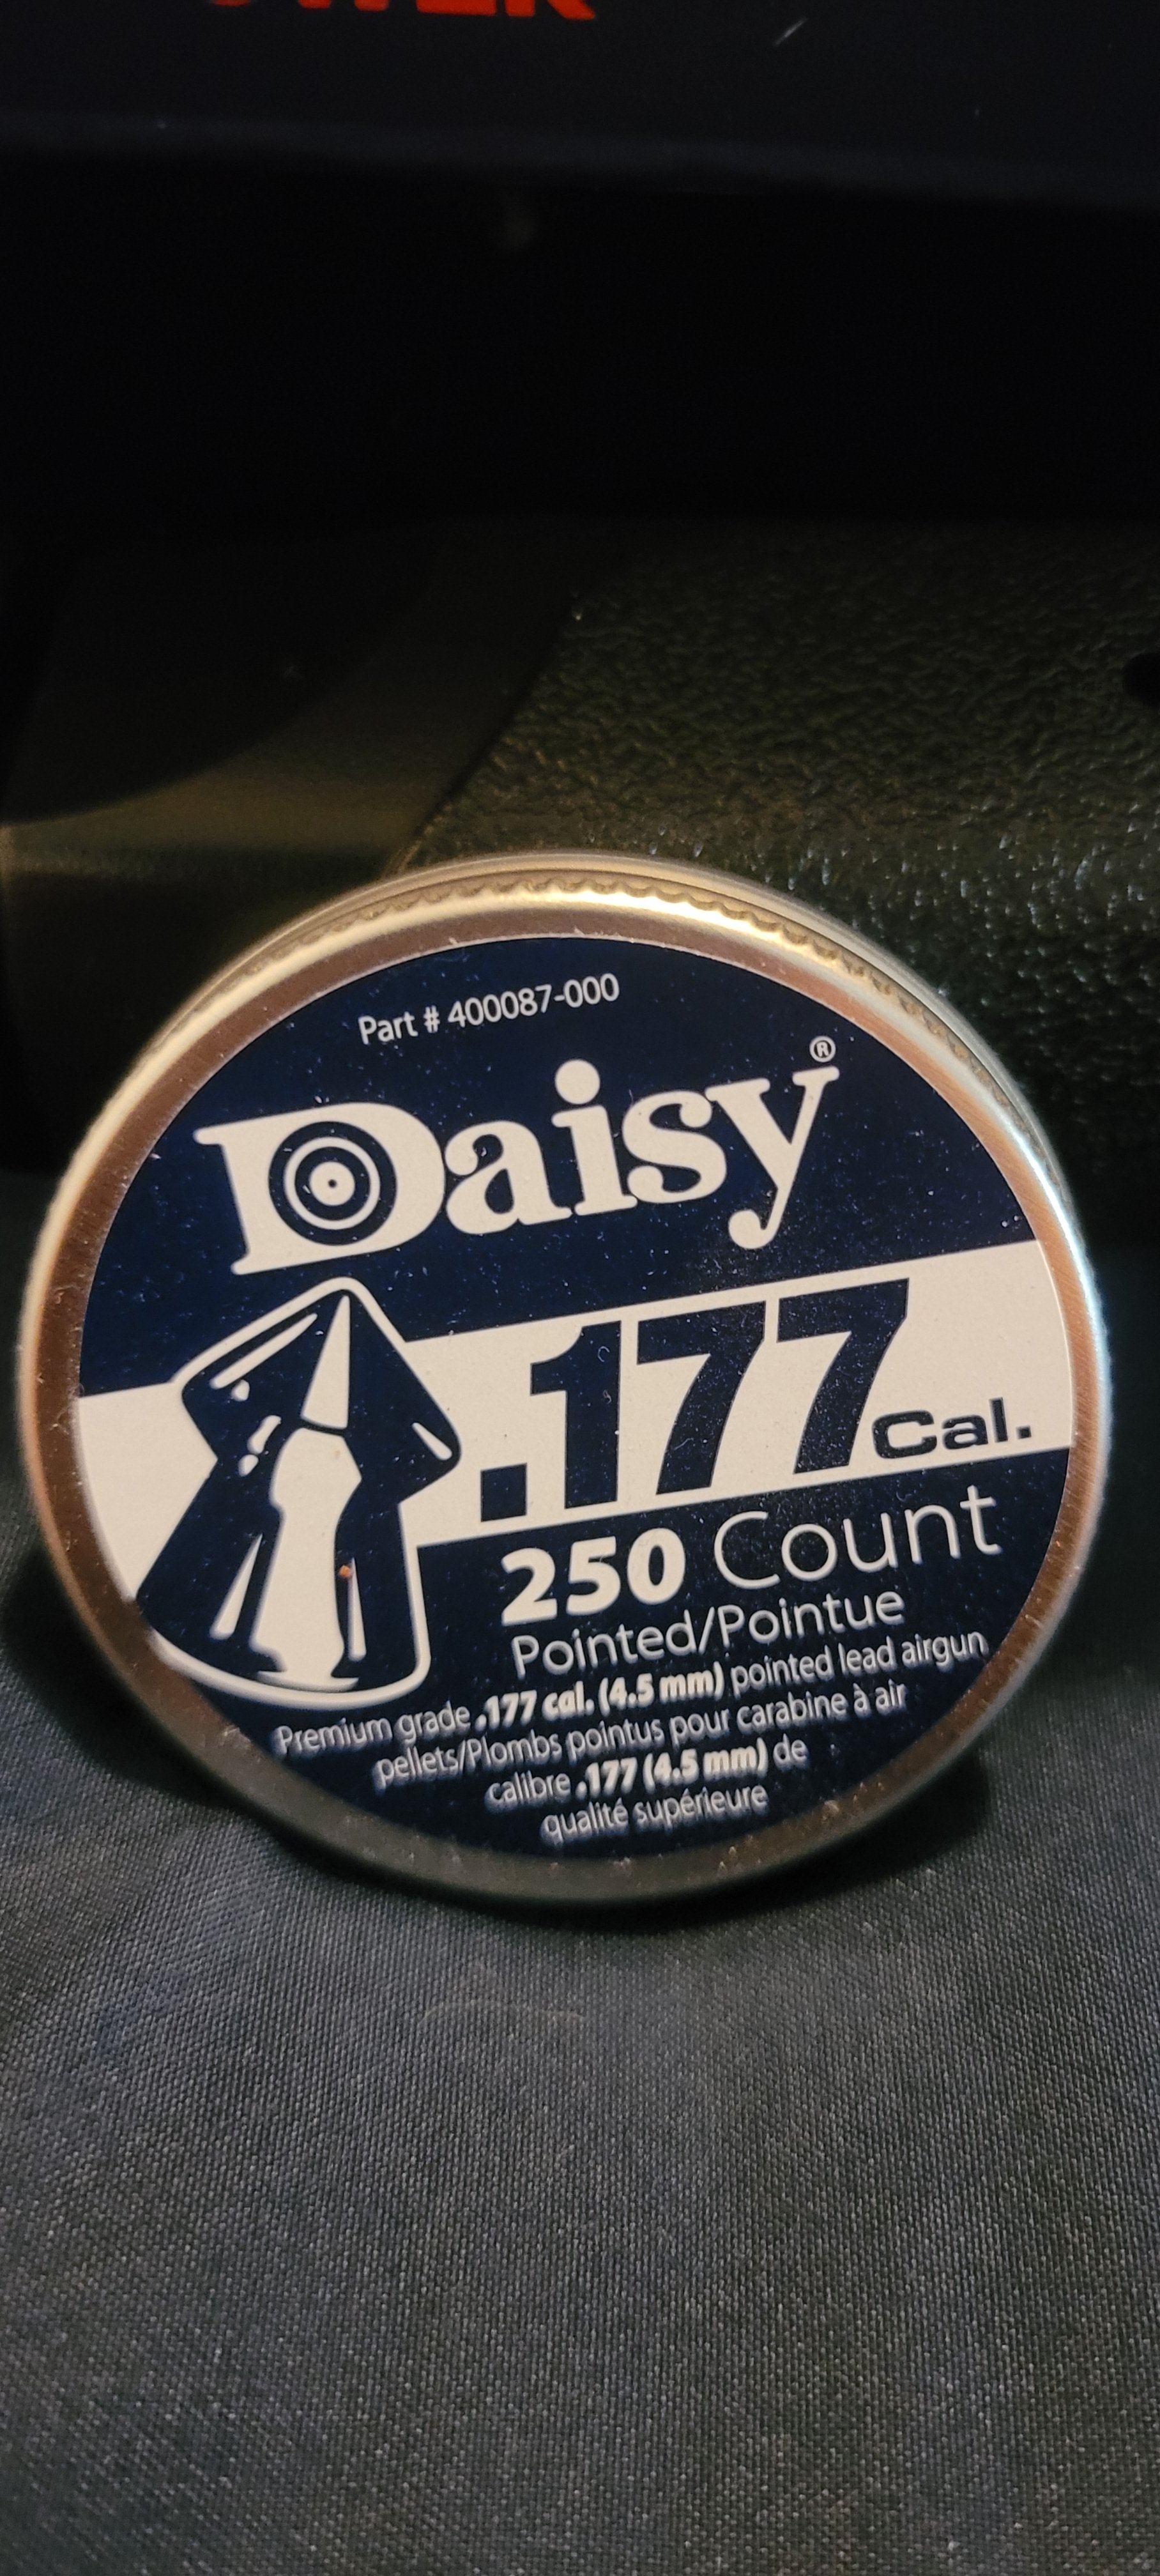 Part # 400087-000
Daisy®
.177 Cal.
250 Count
Pointed/Pointue
Premium grade .177 cal. (4.5 mm) pointed lead airgun
pellets/Plombs pointus pour carabine à air
calibre .177 (4.5 mm) de
qualité supérieure